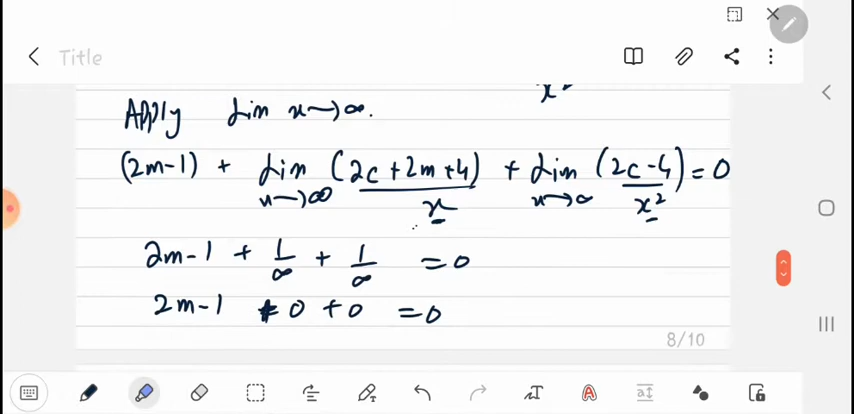 Title
x²
Apply Lim x→∞.
(2m-1) + Lim x→∞ (2c+2m+4)/x + Lim x→∞ (2c-4)/x² = 0
2m-1 + 1/∞ + 1/∞ = 0
2m-1 + 0 + 0 = 0
8/10